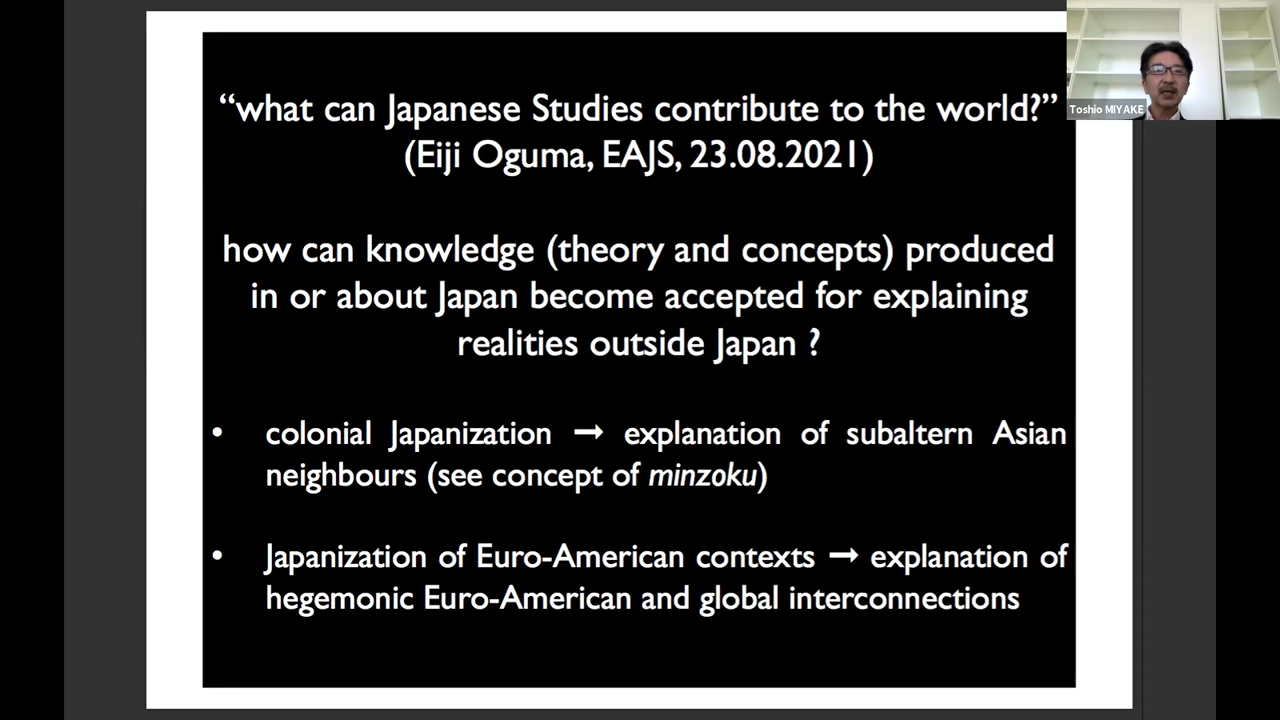 “what can Japanese Studies contribute to the world?”
(Eiji Oguma, EAJS, 23.08.2021)
how can knowledge (theory and concepts) produced
in or about Japan become accepted for explaining
realities outside Japan ?
• colonial Japanization → explanation of subaltern Asian
neighbours (see concept of minzoku)
• Japanization of Euro-American contexts → explanation of
hegemonic Euro-American and global interconnections
Toshio MIYAKE